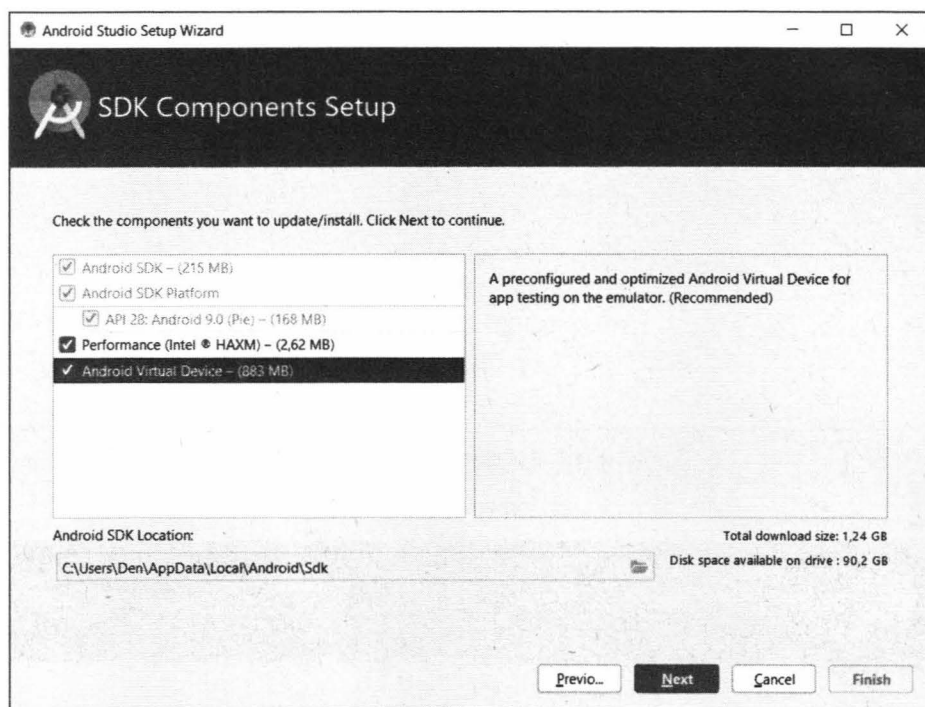 Android Studio Setup Wizard
SDK Components Setup
Check the components you want to update/install. Click Next to continue.
Android SDK – (215 MB)
Android SDK Platform
API 28: Android 9.0 (Pie) – (168 MB)
Performance (Intel ® HAXM) – (2,62 MB)
Android Virtual Device – (883 MB)
A preconfigured and optimized Android Virtual Device for
app testing on the emulator. (Recommended)
Android SDK Location:
Total download size: 1,24 GB
C:\Users\Den\AppData\Local\Android\Sdk
Disk space available on drive : 90,2 GB
Previo...
Next
Cancel
Finish